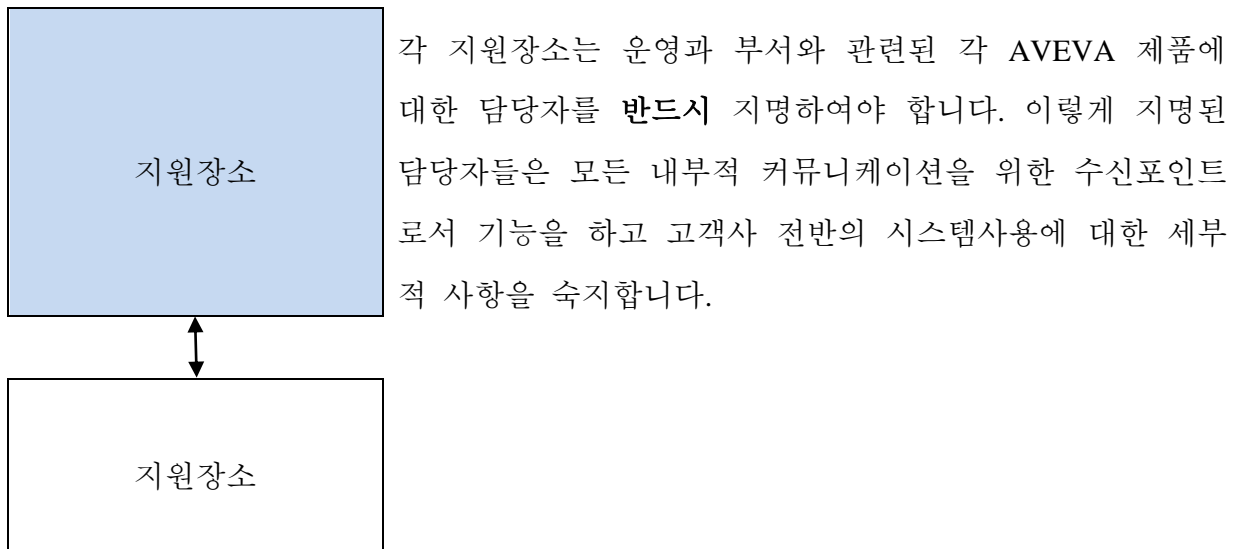 각 지원장소는 운영과 부서와 관련된 각 AVEVA 제품에
대한 담당자를 반드시 지명하여야 합니다. 이렇게 지명된
지원장소
담당자들은 모든 내부적 커뮤니케이션을 위한 수신포인트
로서 기능을 하고 고객사 전반의 시스템사용에 대한 세부
적 사항을 숙지합니다.
지원장소